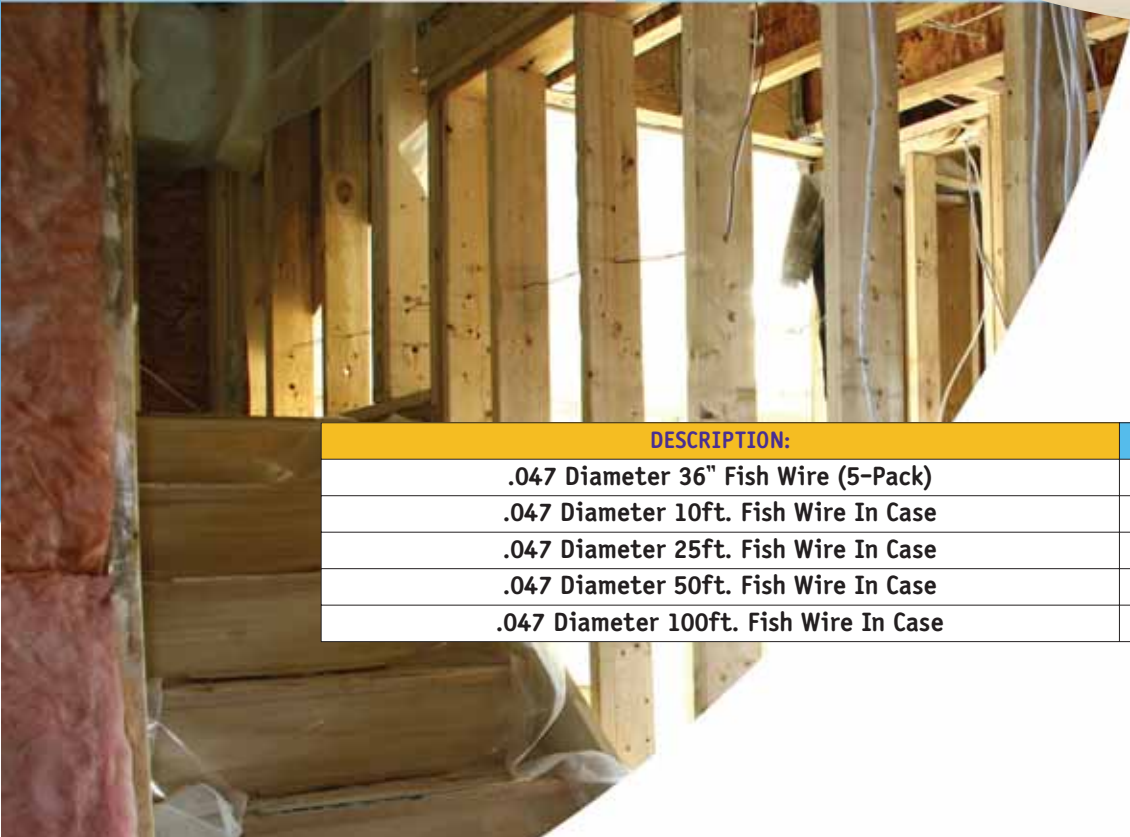 DESCRIPTION:
.047 Diameter 36" Fish Wire (5-Pack)
.047 Diameter 10ft. Fish Wire In Case
.047 Diameter 25ft. Fish Wire In Case
.047 Diameter 50ft. Fish Wire In Case
.047 Diameter 100ft. Fish Wire In Case